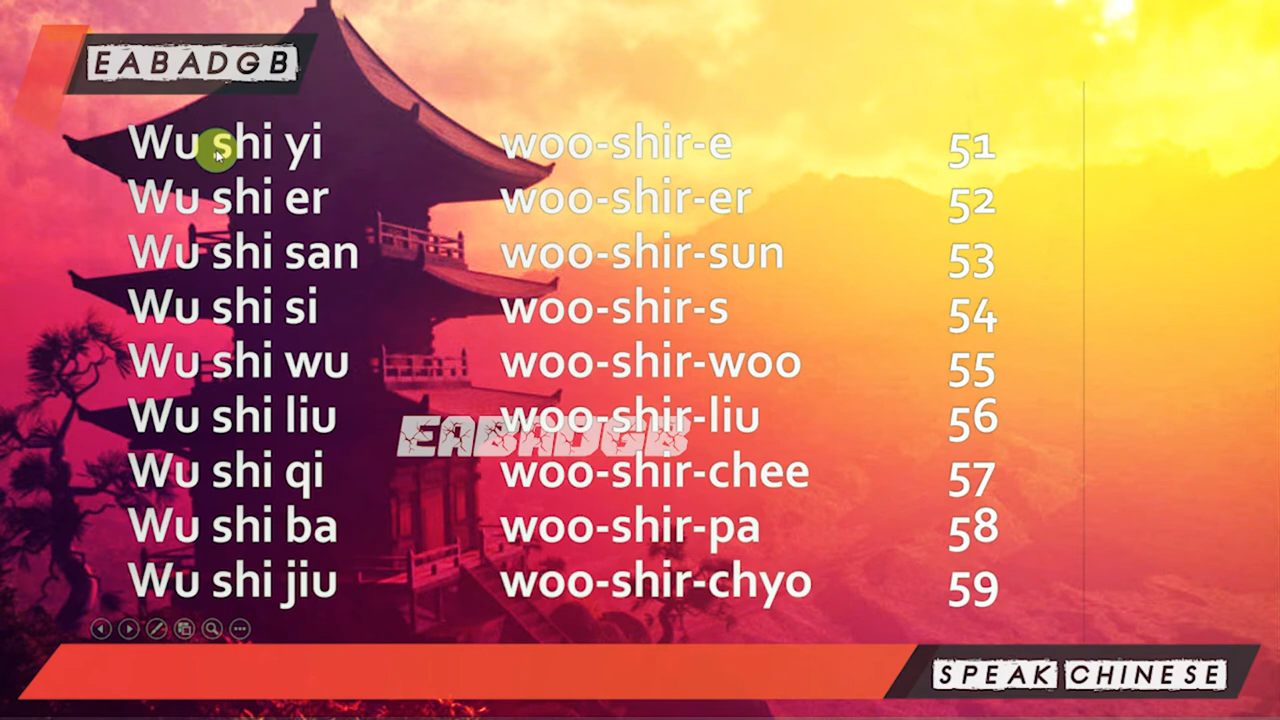 EABADGB
Wu shi yi woo-shir-e 51
Wu shi er woo-shir-er 52
Wu shi san woo-shir-sun 53
Wu shi si woo-shir-s 54
Wu shi wu woo-shir-woo 55
Wu shi liu woo-shir-liu 56
EABADGB
Wu shi qi woo-shir-chee 57
Wu shi ba woo-shir-pa 58
Wu shi jiu woo-shir-chyo 59
SPEAK CHINESE